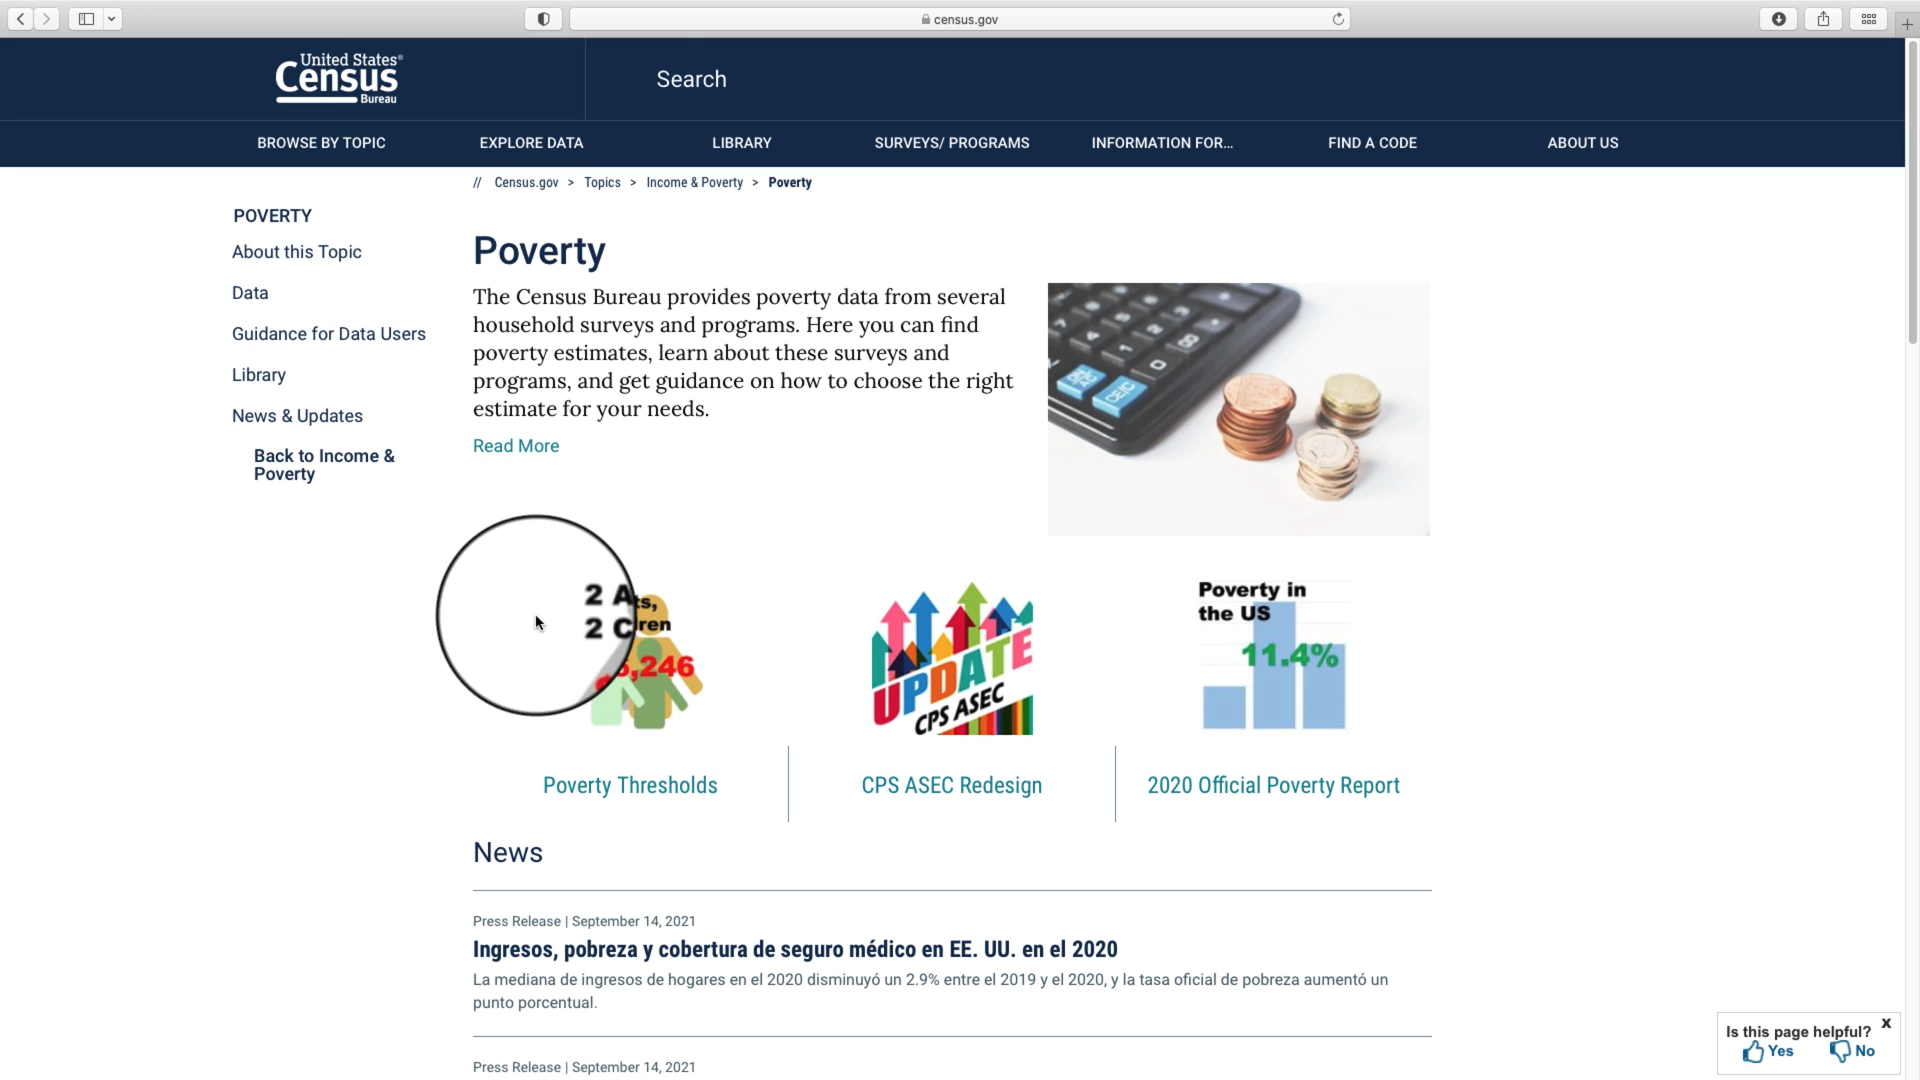 census.gov
United States®
Census
Bureau
Search
BROWSE BY TOPIC
EXPLORE DATA
LIBRARY
SURVEYS/ PROGRAMS
INFORMATION FOR...
FIND A CODE
ABOUT US
// Census.gov > Topics > Income & Poverty > Poverty
POVERTY
About this Topic
Data
Guidance for Data Users
Library
News & Updates
Back to Income &
Poverty
Poverty
The Census Bureau provides poverty data from several
household surveys and programs. Here you can find
poverty estimates, learn about these surveys and
programs, and get guidance on how to choose the right
estimate for your needs.
Read More
UPDATE
CPS ASEC
Poverty in
the US
11.4%
Poverty Thresholds
CPS ASEC Redesign
2020 Official Poverty Report
News
Press Release | September 14, 2021
Ingresos, pobreza y cobertura de seguro médico en EE. UU. en el 2020
La mediana de ingresos de hogares en el 2020 disminuyó un 2.9% entre el 2019 y el 2020, y la tasa oficial de pobreza aumentó un
punto porcentual.
Press Release | September 14, 2021
Is this page helpful? X
Yes No